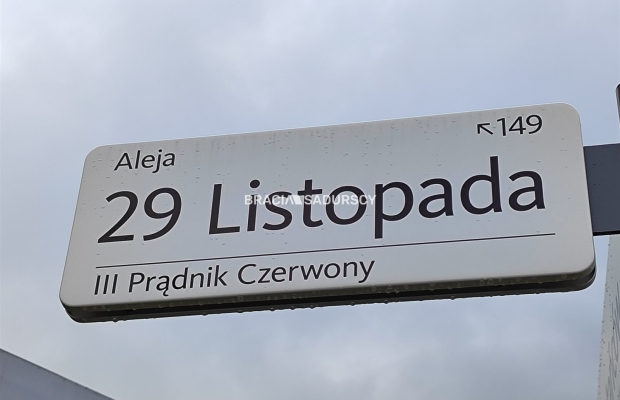 Aleja
↖149
29 Listopada
BRACIA SADURSCY
III Prądnik Czerwony